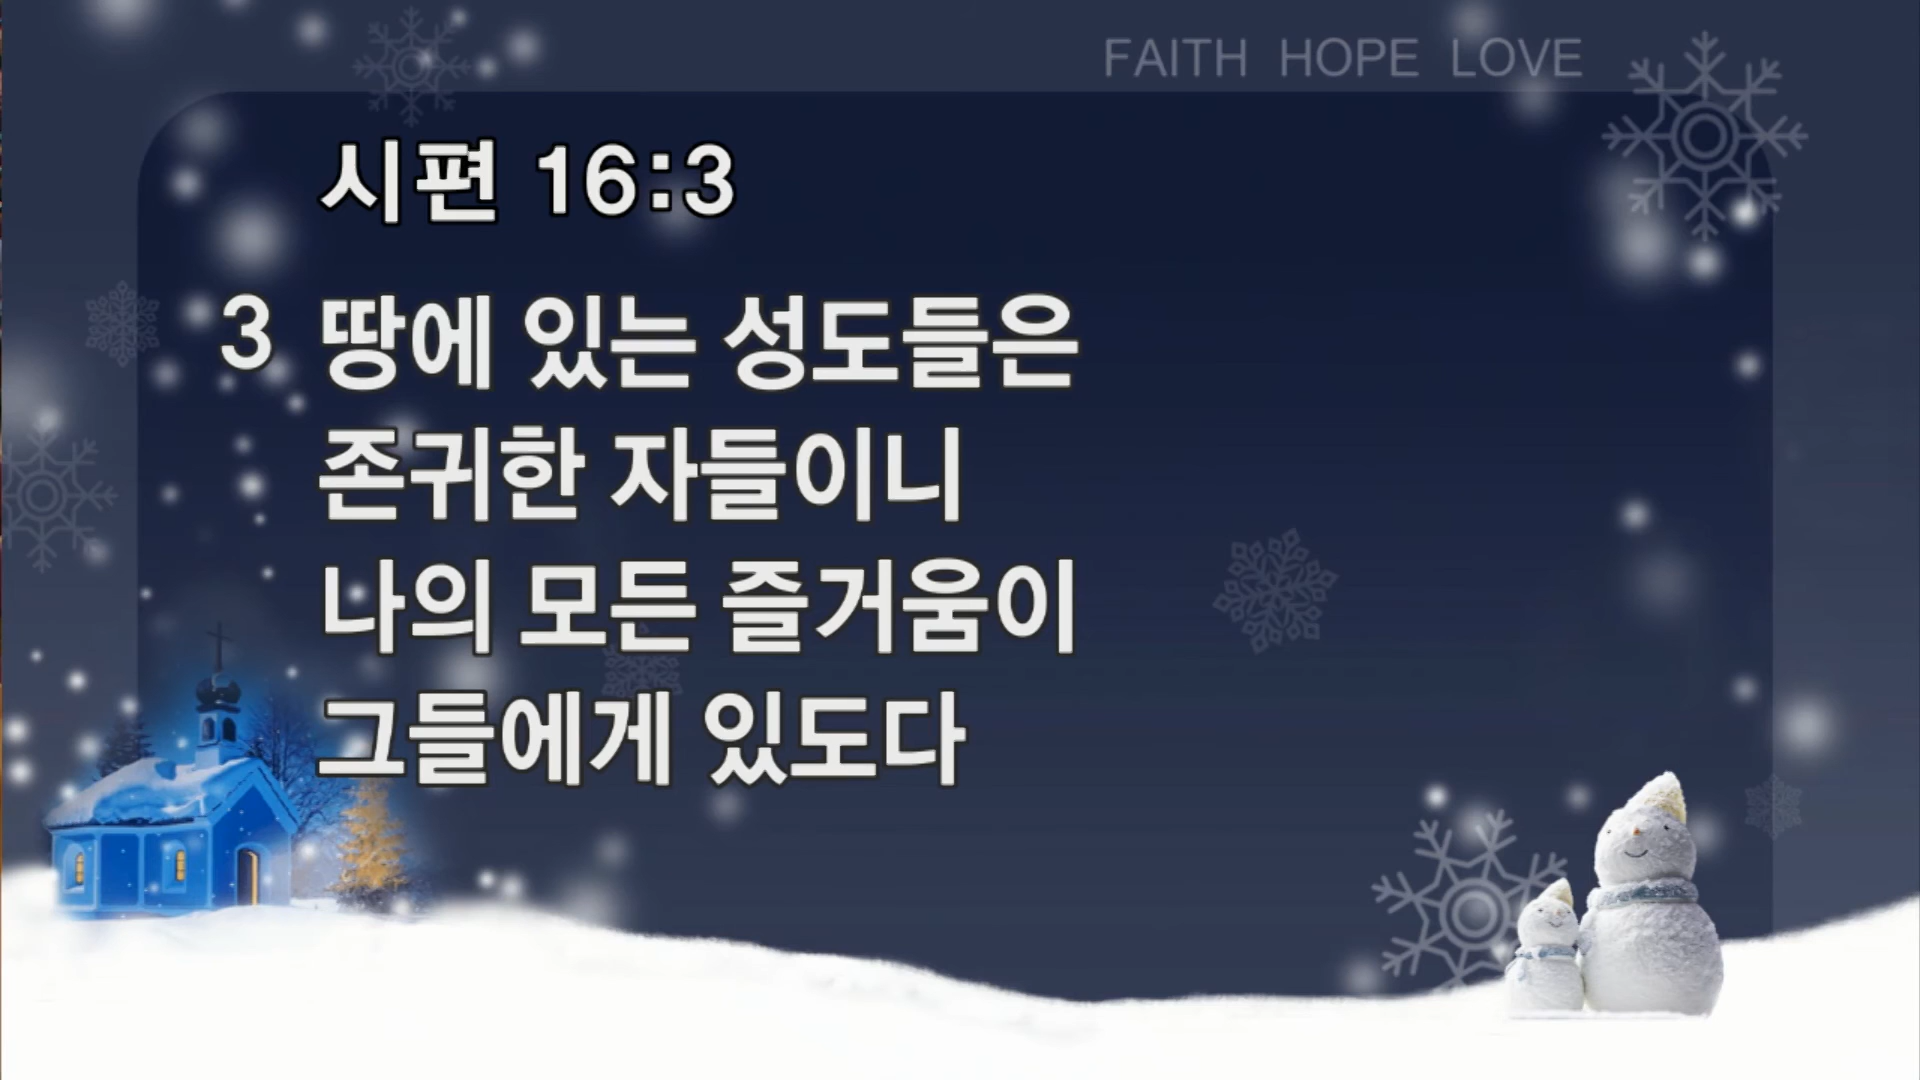 FAITH HOPE LOVE
시편 16:3
3 땅에 있는 성도들은
존귀한 자들이니
나의 모든 즐거움이
그들에게 있도다